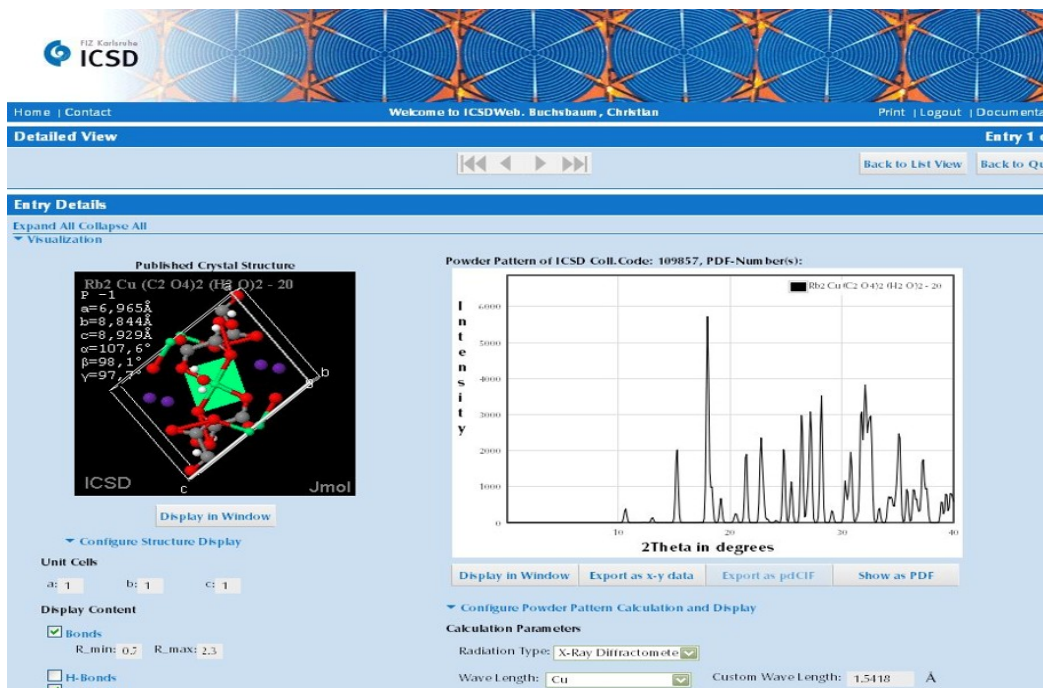 FIZ Karlsruhe
ICSD
Home | Contact
Welcome to ICSDWeb. Buchsbaum, Christian
Print | Logout | Documenta
Detailed View
Entry 1
Back to List View
Back to Qu
Entry Details
Expand All Collapse All
Visualization
Published Crystal Structure
Rb2 Cu (C2 O4)2 (H2 O)2 - 20
P -1
a=6,965Å
b=8,844Å
c=8,929Å
α=107,6°
β=98,1°
γ=97,7°
a
b
c
ICSD
Jmol
Display in Window
Configure Structure Display
Unit Cells
a: 1 b: 1 c: 1
Display Content
Bonds
R_min: 0.7 R_max: 2.3
H-Bonds
Powder Pattern of ICSD Coll.Code: 109857, PDF-Number(s):
Rb2 Cu (C2 O4)2 (H2 O)2 - 20
Intensity
6000
5000
4000
3000
2000
1000
0
10 20 30 40
2Theta in degrees
Display in Window
Export as x-y data
Export as pdCIF
Show as PDF
Configure Powder Pattern Calculation and Display
Calculation Parameters
Radiation Type: X-Ray Diffractomete
Wave Length: Cu
Custom Wave Length: 1.5418 Å